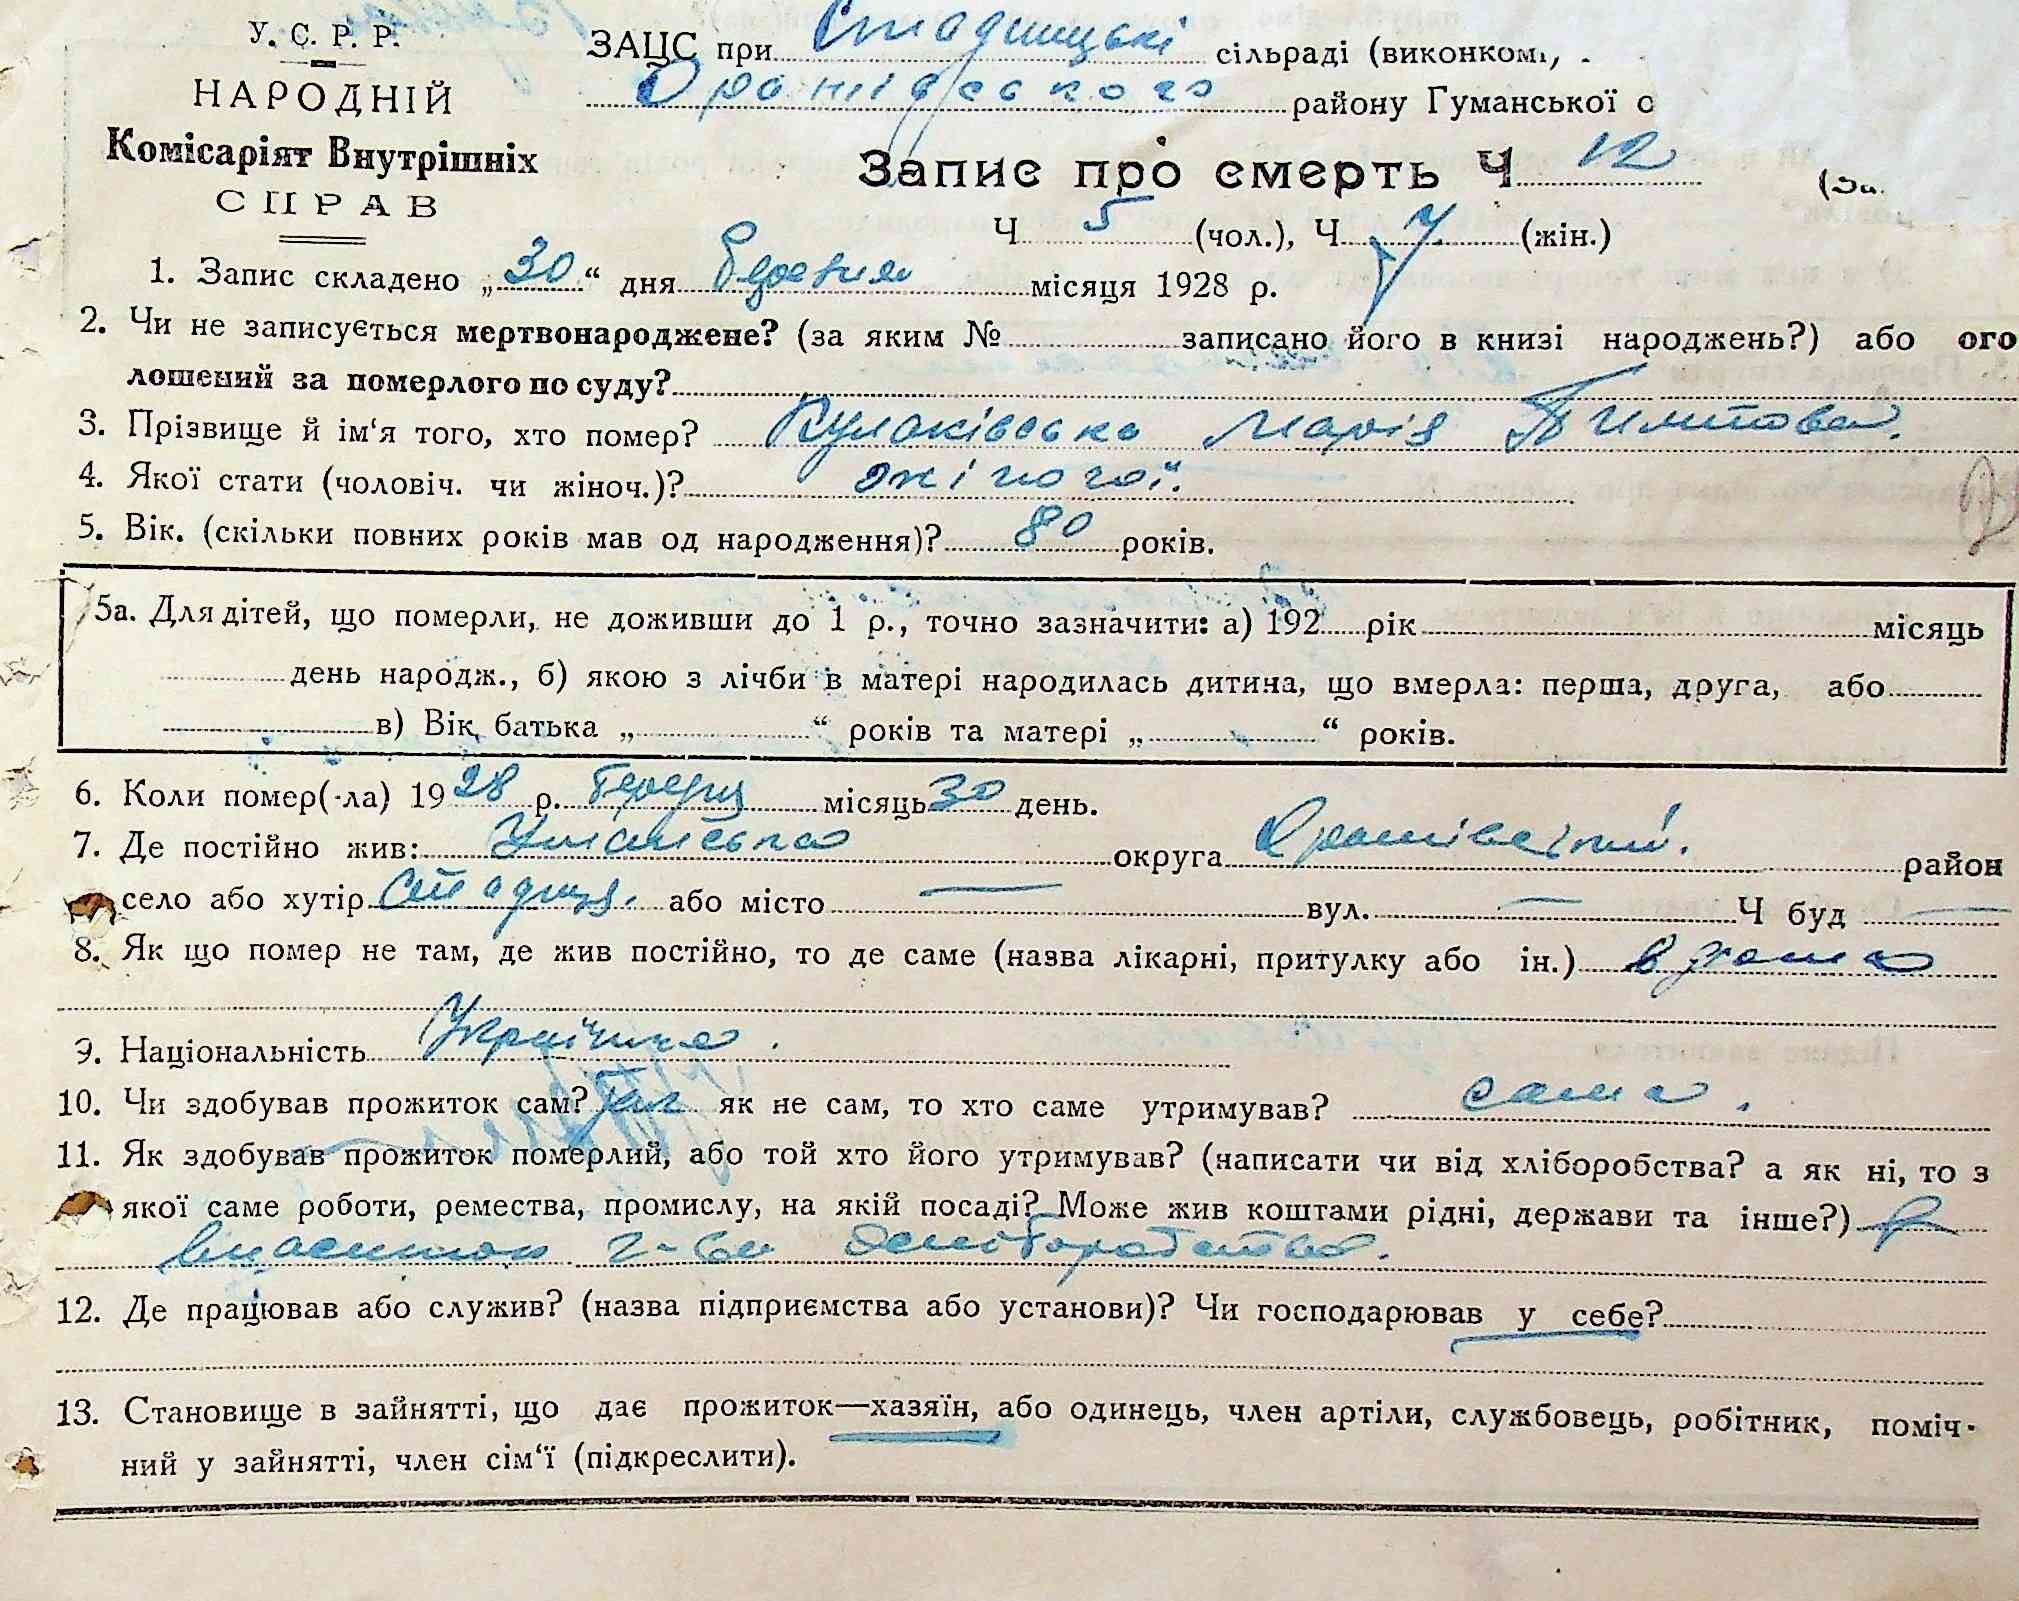 У. С. Р. Р.
НАРОДНІЙ
Комісаріят Внутрішніх
СПРАВ
ЗАЦС при Стадницькі сільраді (виконком),
району Гуманської о
Запис про смерть Ч 12
Ч 5 (чол.), Ч 7 (жін.)
1. Запис складено „30“ дня березня місяця 1928 р.
2. Чи не записується мертвонароджене? (за яким № записано його в книзі народжень?) або ого
лошений за померлого по суду?
3. Прізвище й ім‘я того, хто помер? Кулаківська Марія Титова.
4. Якої стати (чоловіч. чи жіноч.)? жіночої.
5. Вік. (скільки повних років мав од народження)? 80 років.
5а. Для дітей, що померли, не доживши до 1 р., точно зазначити: а) 192 рік місяць
день народж., б) якою з лічби в матері народилась дитина, що вмерла: перша, друга, або
в) Вік батька „ “ років та матері „ “ років.
6. Коли помер(-ла) 1928 р. березня місяць 30 день.
7. Де постійно жив: Уманська округа район
село або хутір Стадниця. або місто — вул. — Ч буд —
8. Як що помер не там, де жив постійно, то де саме (назва лікарні, притулку або ін.) вдома
9. Національність Українка.
10. Чи здобував прожиток сам? як не сам, то хто саме утримував? сама.
11. Як здобував прожиток померлий, або той хто його утримував? (написати чи від хліборобства? а як ні, то з
якої саме роботи, ремества, промислу, на якій посаді? Може жив коштами рідні, держави та інше?)
12. Де працював або служив? (назва підприємства або установи)? Чи господарював у себе?
13. Становище в зайнятті, що дає прожиток—хазяїн, або одинець, член артіли, службовець, робітник, поміч-
ний у зайнятті, член сім‘ї (підкреслити).